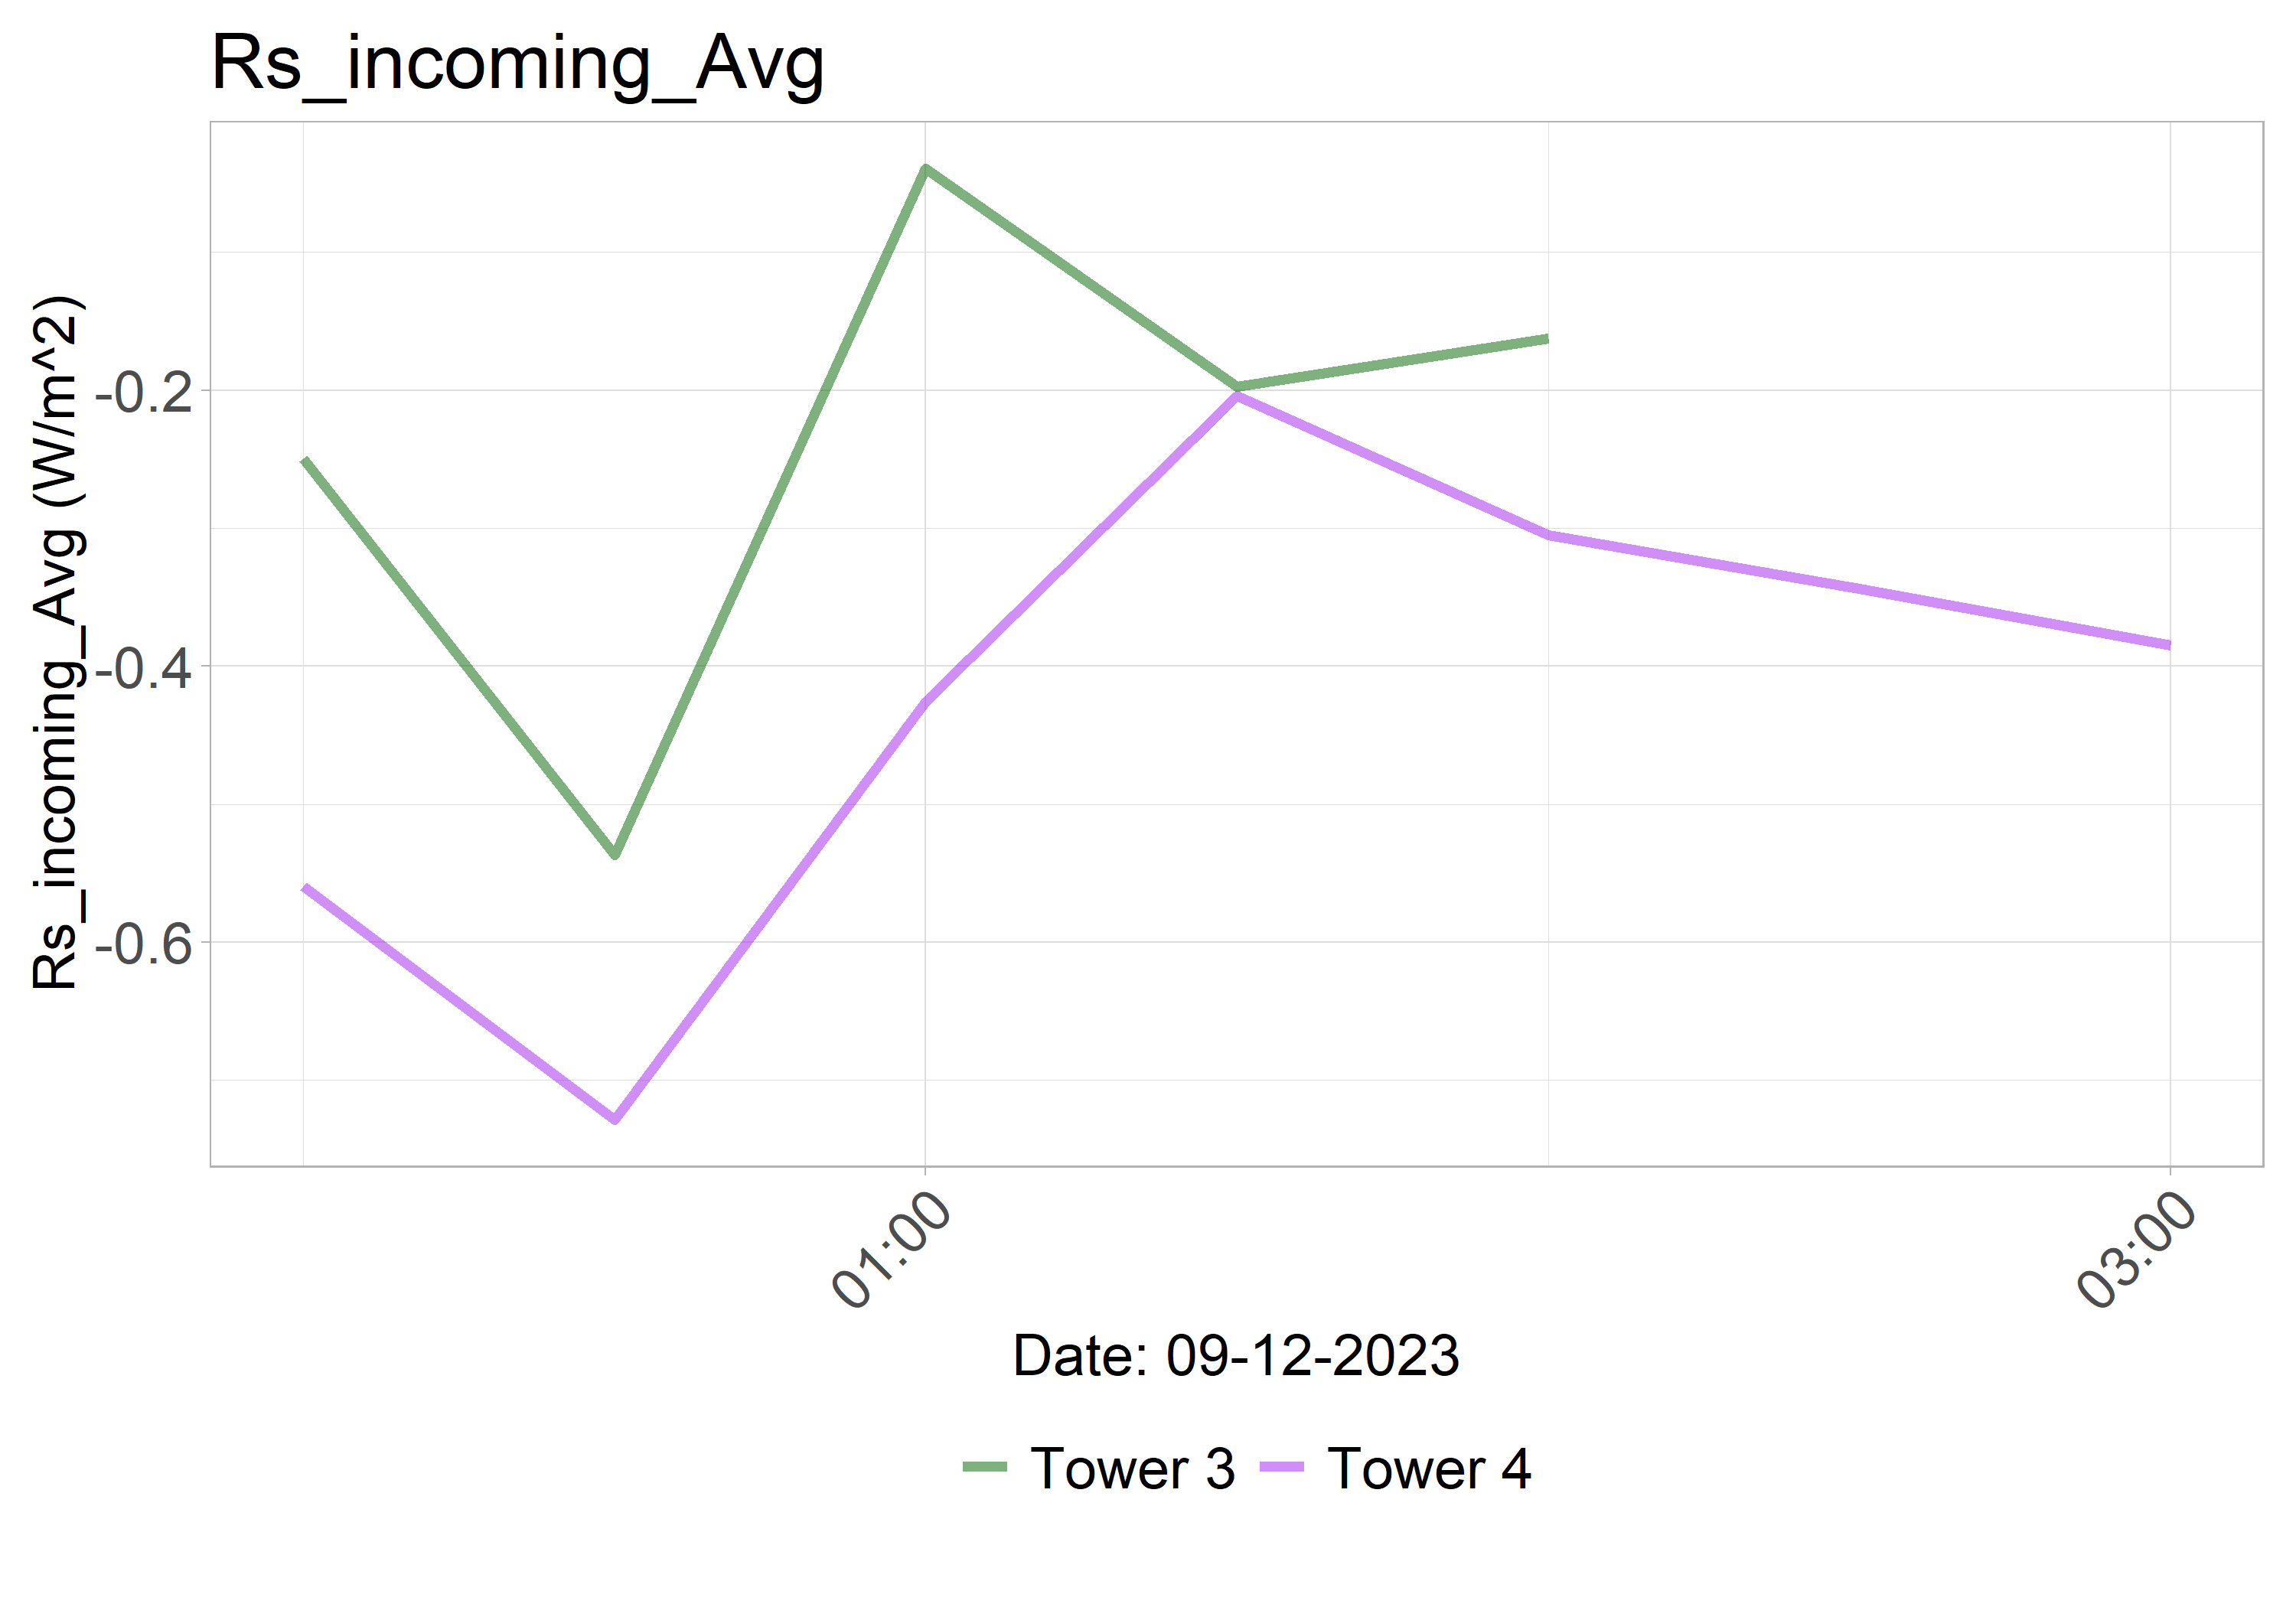 Rs_incoming_Avg
Rs_incoming_Avg (W/m^2)
-0.2
-0.4
-0.6
01:00
03:00
Date: 09-12-2023
Tower 3
Tower 4